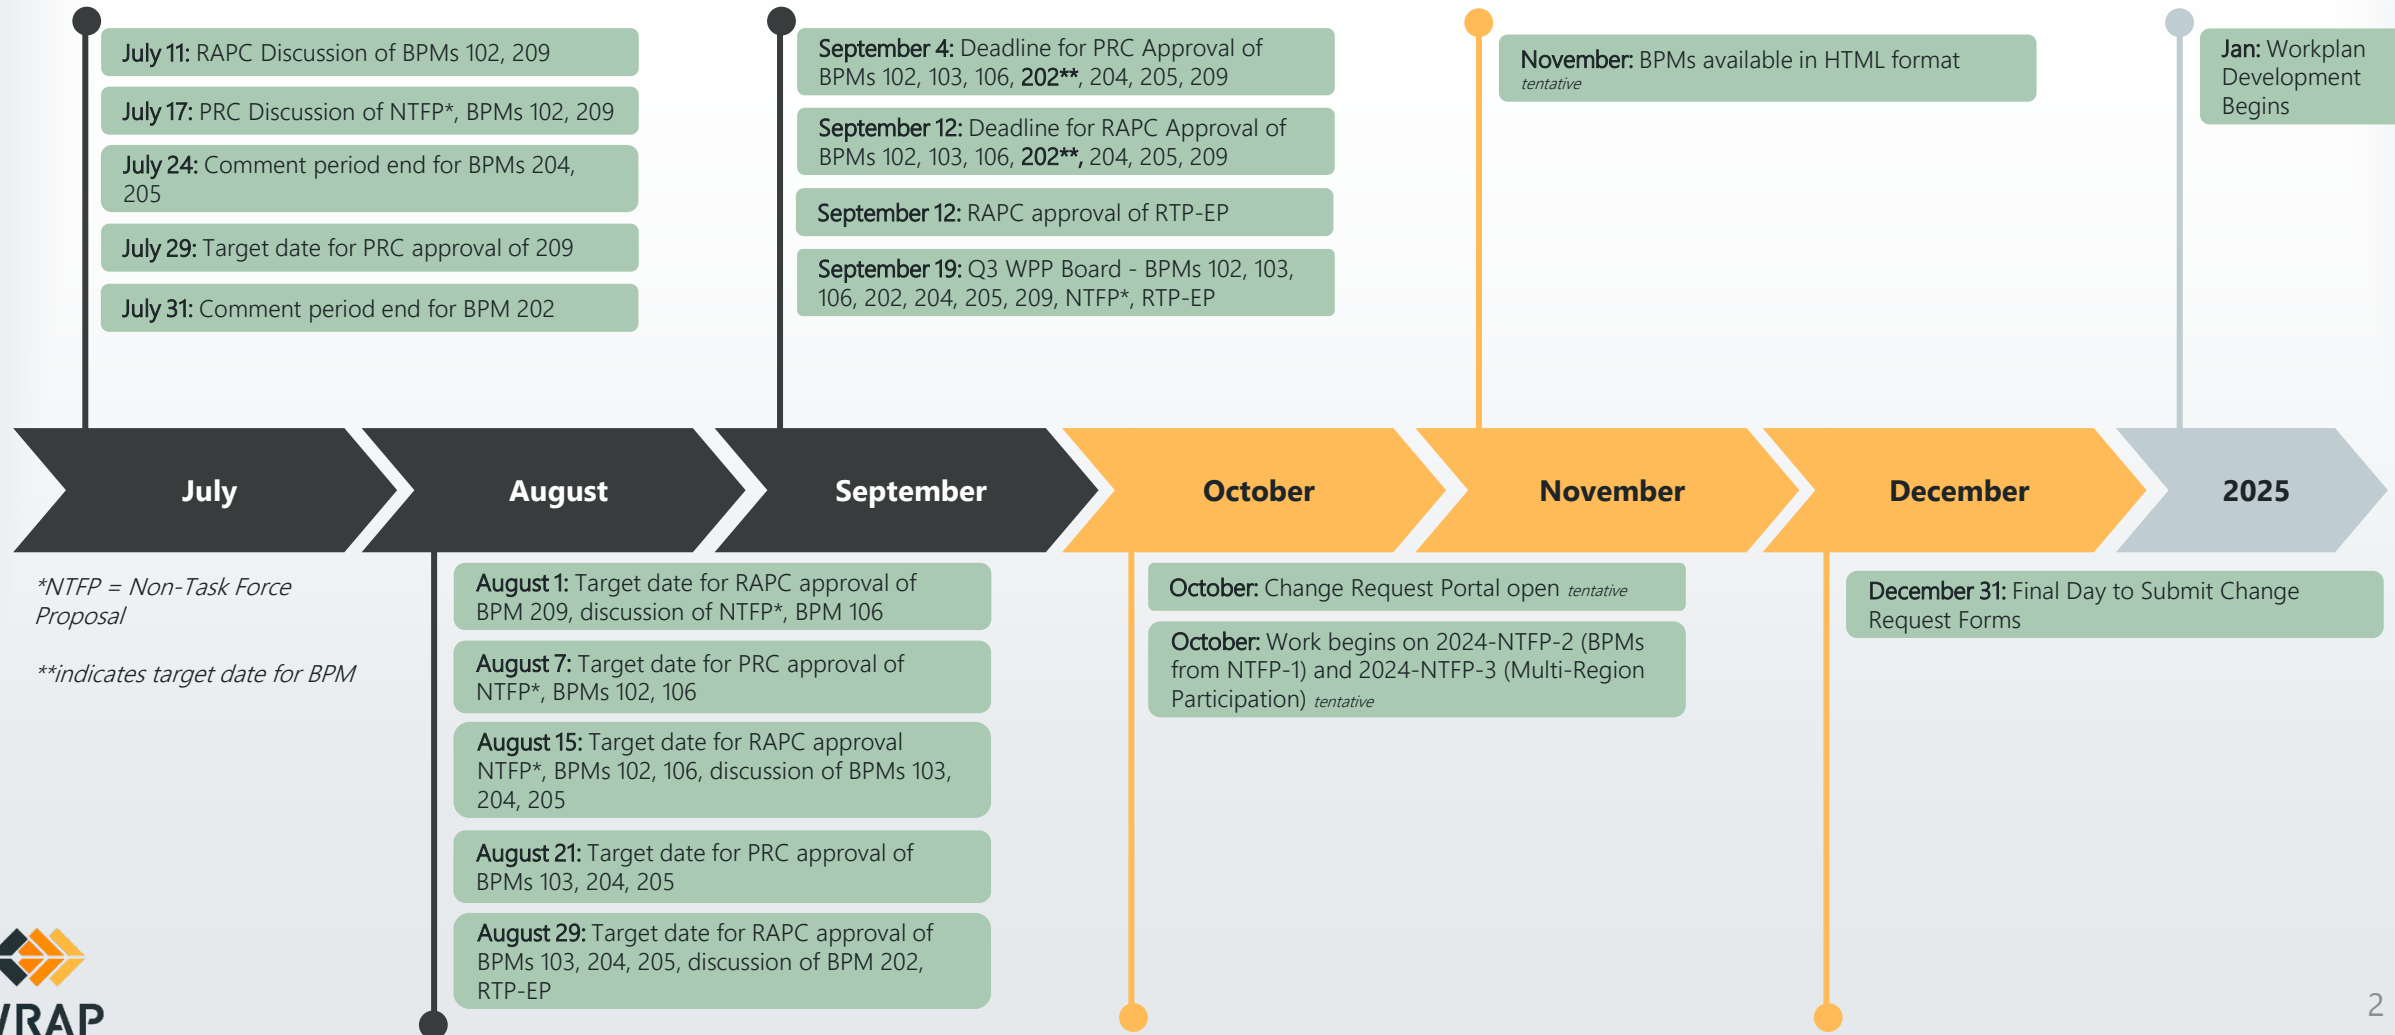 July 11: RAPC Discussion of BPMs 102, 209
July 17: PRC Discussion of NTFP*, BPMs 102, 209
July 24: Comment period end for BPMs 204,
205
July 29: Target date for PRC approval of 209
July 31: Comment period end for BPM 202
September 4: Deadline for PRC Approval of
BPMs 102, 103, 106, 202**, 204, 205, 209
September 12: Deadline for RAPC Approval of
BPMs 102, 103, 106, 202**, 204, 205, 209
September 12: RAPC approval of RTP-EP
September 19: Q3 WPP Board - BPMs 102, 103,
106, 202, 204, 205, 209, NTFP*, RTP-EP
November: BPMs available in HTML format
tentative
Jan: Workplan
Development
Begins
July
August
September
October
November
December
2025
*NTFP = Non-Task Force
Proposal
**indicates target date for BPM
August 1: Target date for RAPC approval of
BPM 209, discussion of NTFP*, BPM 106
August 7: Target date for PRC approval of
NTFP*, BPMs 102, 106
August 15: Target date for RAPC approval
NTFP*, BPMs 102, 106, discussion of BPMs 103,
204, 205
August 21: Target date for PRC approval of
BPMs 103, 204, 205
August 29: Target date for RAPC approval of
BPMs 103, 204, 205, discussion of BPM 202,
RTP-EP
October: Change Request Portal open tentative
October: Work begins on 2024-NTFP-2 (BPMs
from NTFP-1) and 2024-NTFP-3 (Multi-Region
Participation) tentative
December 31: Final Day to Submit Change
Request Forms
WRAP
2